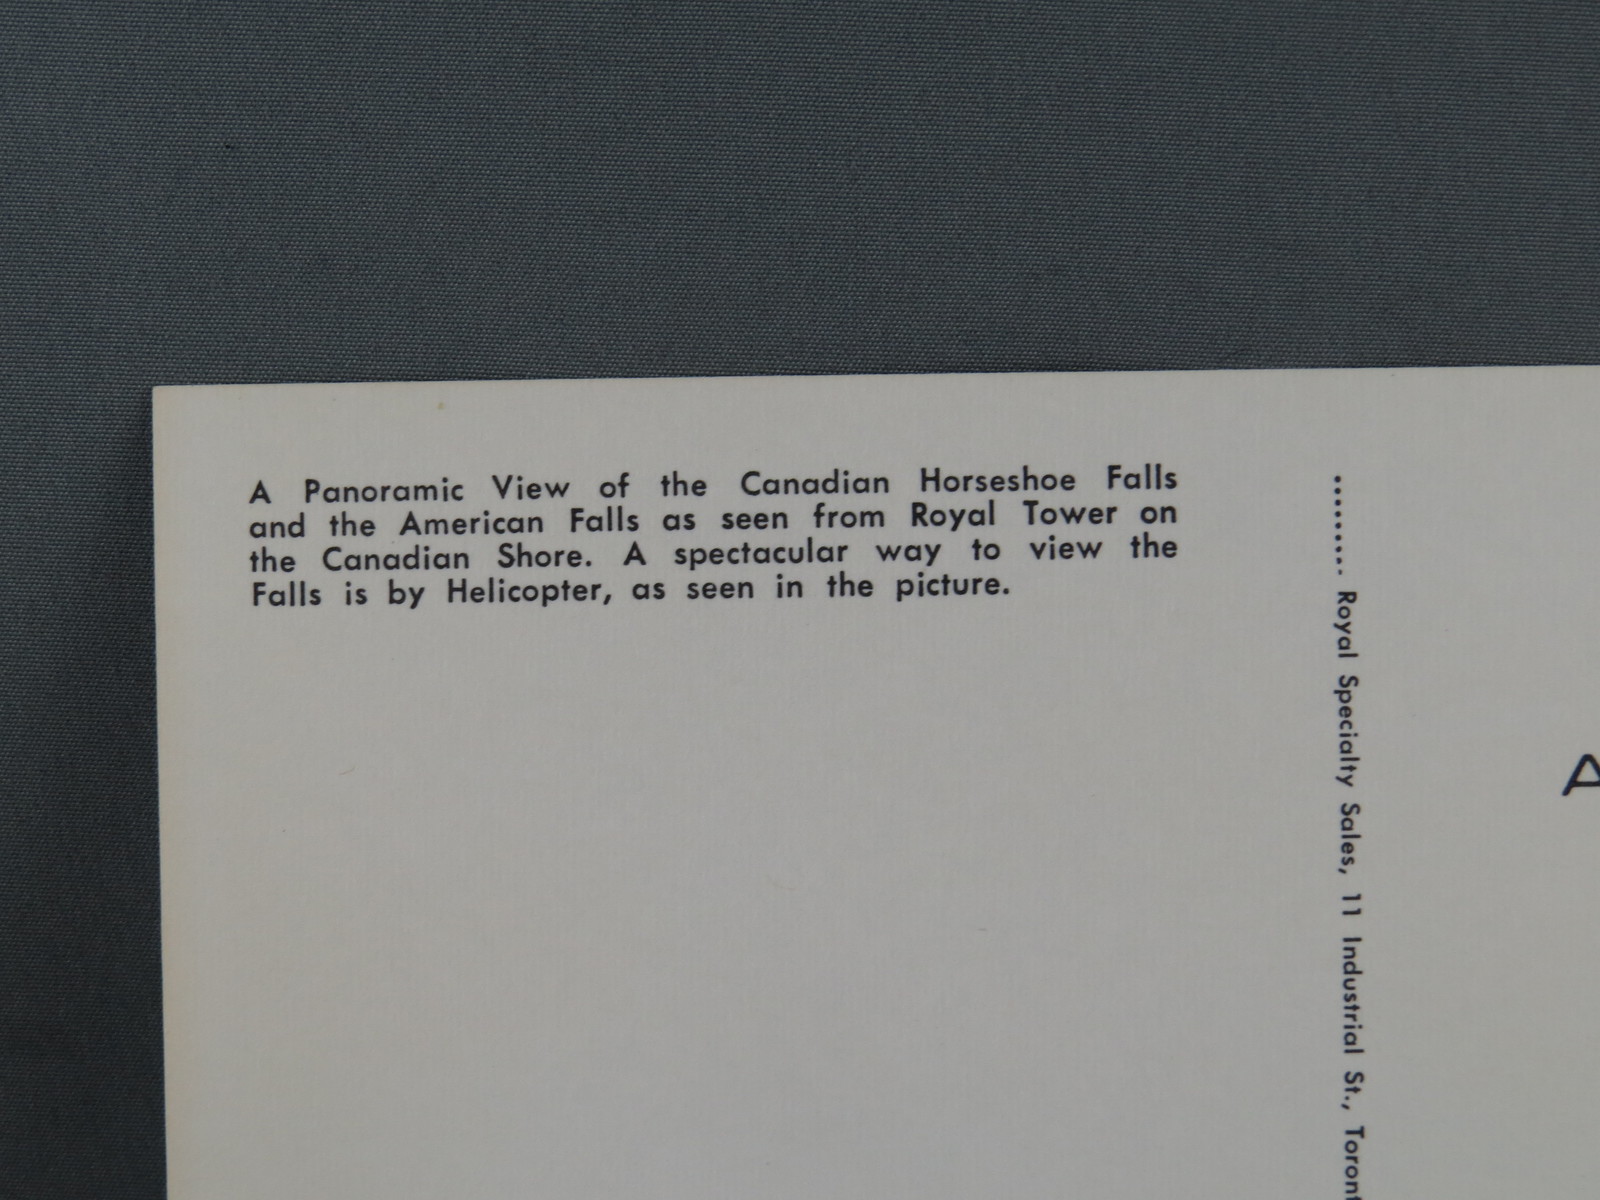 A Panoramic View of the Canadian Horseshoe Falls
and the American Falls as seen from Royal Tower on
the Canadian Shore. A spectacular way to view the
Falls is by Helicopter, as seen in the picture.
......... Royal Specialty Sales, 11 Industrial St., Toront
A